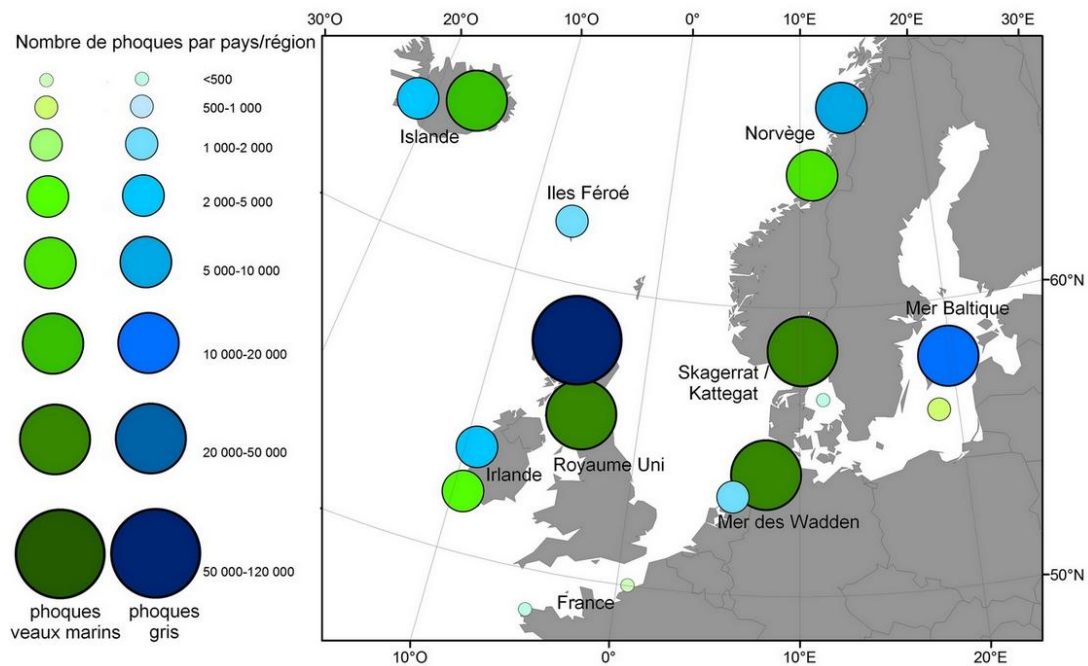 30°O 20°O 10°O 0° 10°E 20°E 30°E
Nombre de phoques par pays/région
<500
500-1 000
1 000-2 000
2 000-5 000
5 000-10 000
10 000-20 000
20 000-50 000
50 000-120 000
phoques
veaux marins
phoques
gris
Islande
Norvège
Iles Féroé
60°N
Mer Baltique
Skagerrat /
Kattegat
Royaume Uni
Irlande
Mer des Wadden
50°N
France
10°O 0° 10°E 20°E